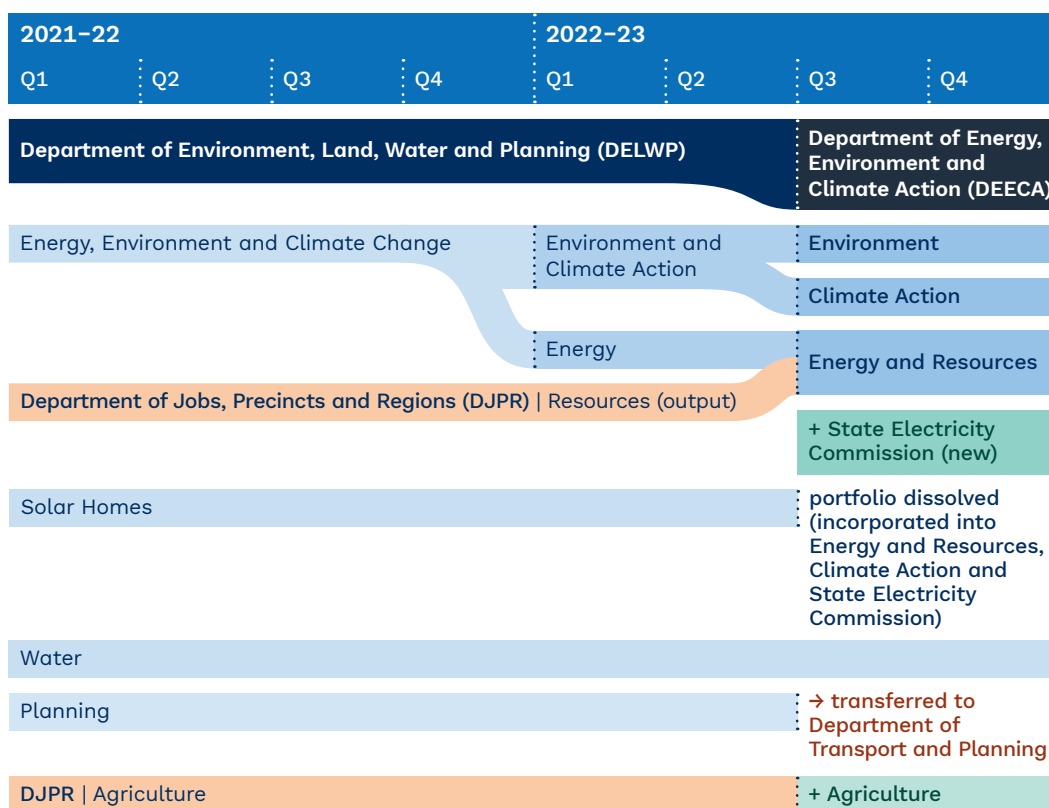 2021–22
2022–23
Q1 Q2 Q3 Q4 Q1 Q2 Q3 Q4
Department of Environment, Land, Water and Planning (DELWP)
Department of Energy,
Environment and
Climate Action (DEECA)
Energy, Environment and Climate Change
Environment and
Climate Action
Environment
Climate Action
Energy
Energy and Resources
Department of Jobs, Precincts and Regions (DJPR) | Resources (output)
+ State Electricity
Commission (new)
Solar Homes
portfolio dissolved
(incorporated into
Energy and Resources,
Climate Action and
State Electricity
Commission)
Water
Planning
→ transferred to
Department of
Transport and Planning
DJPR | Agriculture
+ Agriculture